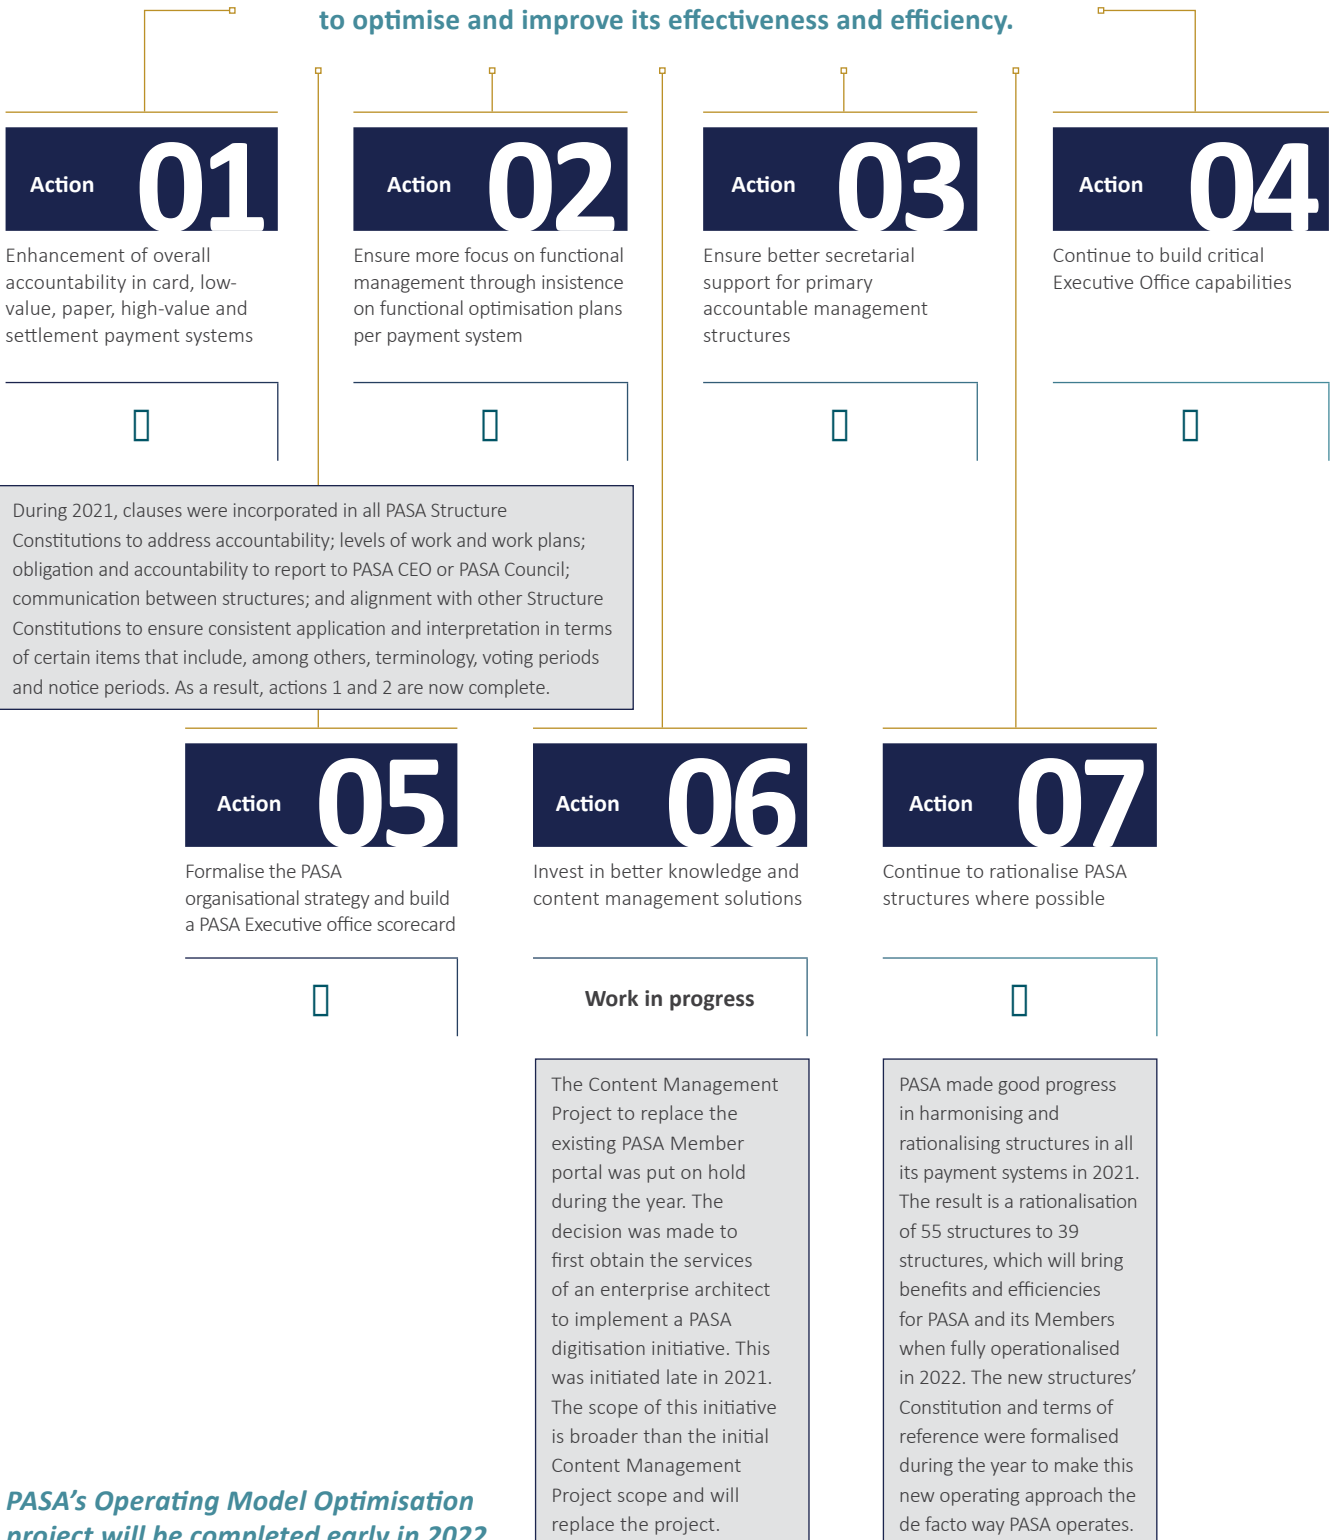 to optimise and improve its effectiveness and efficiency.
Action 01
Enhancement of overall
accountability in card, low-
value, paper, high-value and
settlement payment systems
Action 02
Ensure more focus on functional
management through insistence
on functional optimisation plans
per payment system
Action 03
Ensure better secretarial
support for primary
accountable management
structures
Action 04
Continue to build critical
Executive Office capabilities
During 2021, clauses were incorporated in all PASA Structure
Constitutions to address accountability; levels of work and work plans;
obligation and accountability to report to PASA CEO or PASA Council;
communication between structures; and alignment with other Structure
Constitutions to ensure consistent application and interpretation in terms
of certain items that include, among others, terminology, voting periods
and notice periods. As a result, actions 1 and 2 are now complete.
Action 05
Formalise the PASA
organisational strategy and build
a PASA Executive office scorecard
Action 06
Invest in better knowledge and
content management solutions
Work in progress
The Content Management
Project to replace the
existing PASA Member
portal was put on hold
during the year. The
decision was made to
first obtain the services
of an enterprise architect
to implement a PASA
digitisation initiative. This
was initiated late in 2021.
The scope of this initiative
is broader than the initial
Content Management
Project scope and will
replace the project.
Action 07
Continue to rationalise PASA
structures where possible
PASA made good progress
in harmonising and
rationalising structures in all
its payment systems in 2021.
The result is a rationalisation
of 55 structures to 39
structures, which will bring
benefits and efficiencies
for PASA and its Members
when fully operationalised
in 2022. The new structures’
Constitution and terms of
reference were formalised
during the year to make this
new operating approach the
de facto way PASA operates.
PASA’s Operating Model Optimisation
project will be completed early in 2022